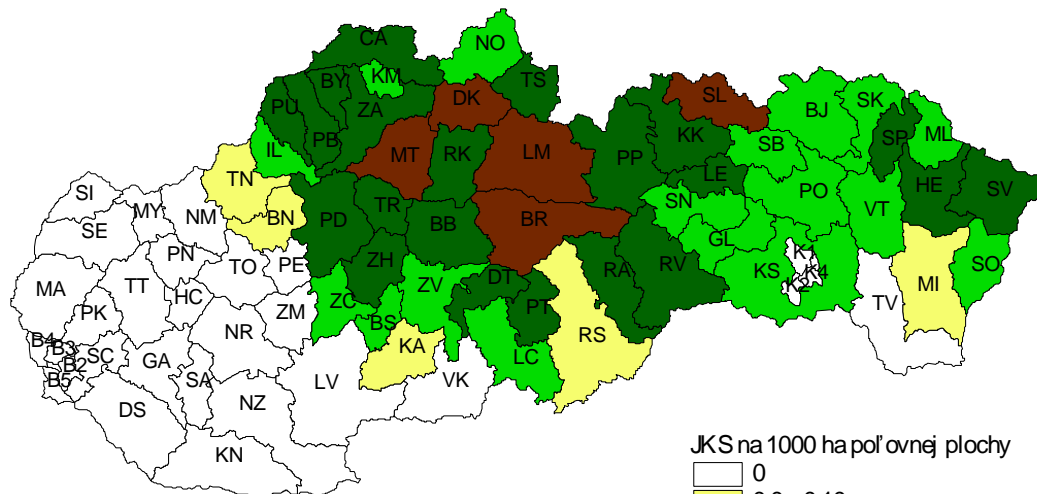 CA
NO
KM
BY
TS
PU
ZA
DK
SL
BJ
SK
PB
SP
ML
IL
MT
RK
LM
PP
KK
SB
LE
HE
SV
TN
SI
MY
NM
BN
PD
TR
BB
BR
SN
PO
VT
SE
PN
TO
PE
ZH
RA
RV
GL
K1
KS
K4
K2
SO
MA
TT
HC
ZM
ZC
ZV
DT
PT
TV
MI
PK
NR
BS
KA
RS
B4
B3
SC
B2
B5
GA
SA
LV
VK
LC
DS
NZ
KN
JKS na 1000 ha poľovnej plochy
0